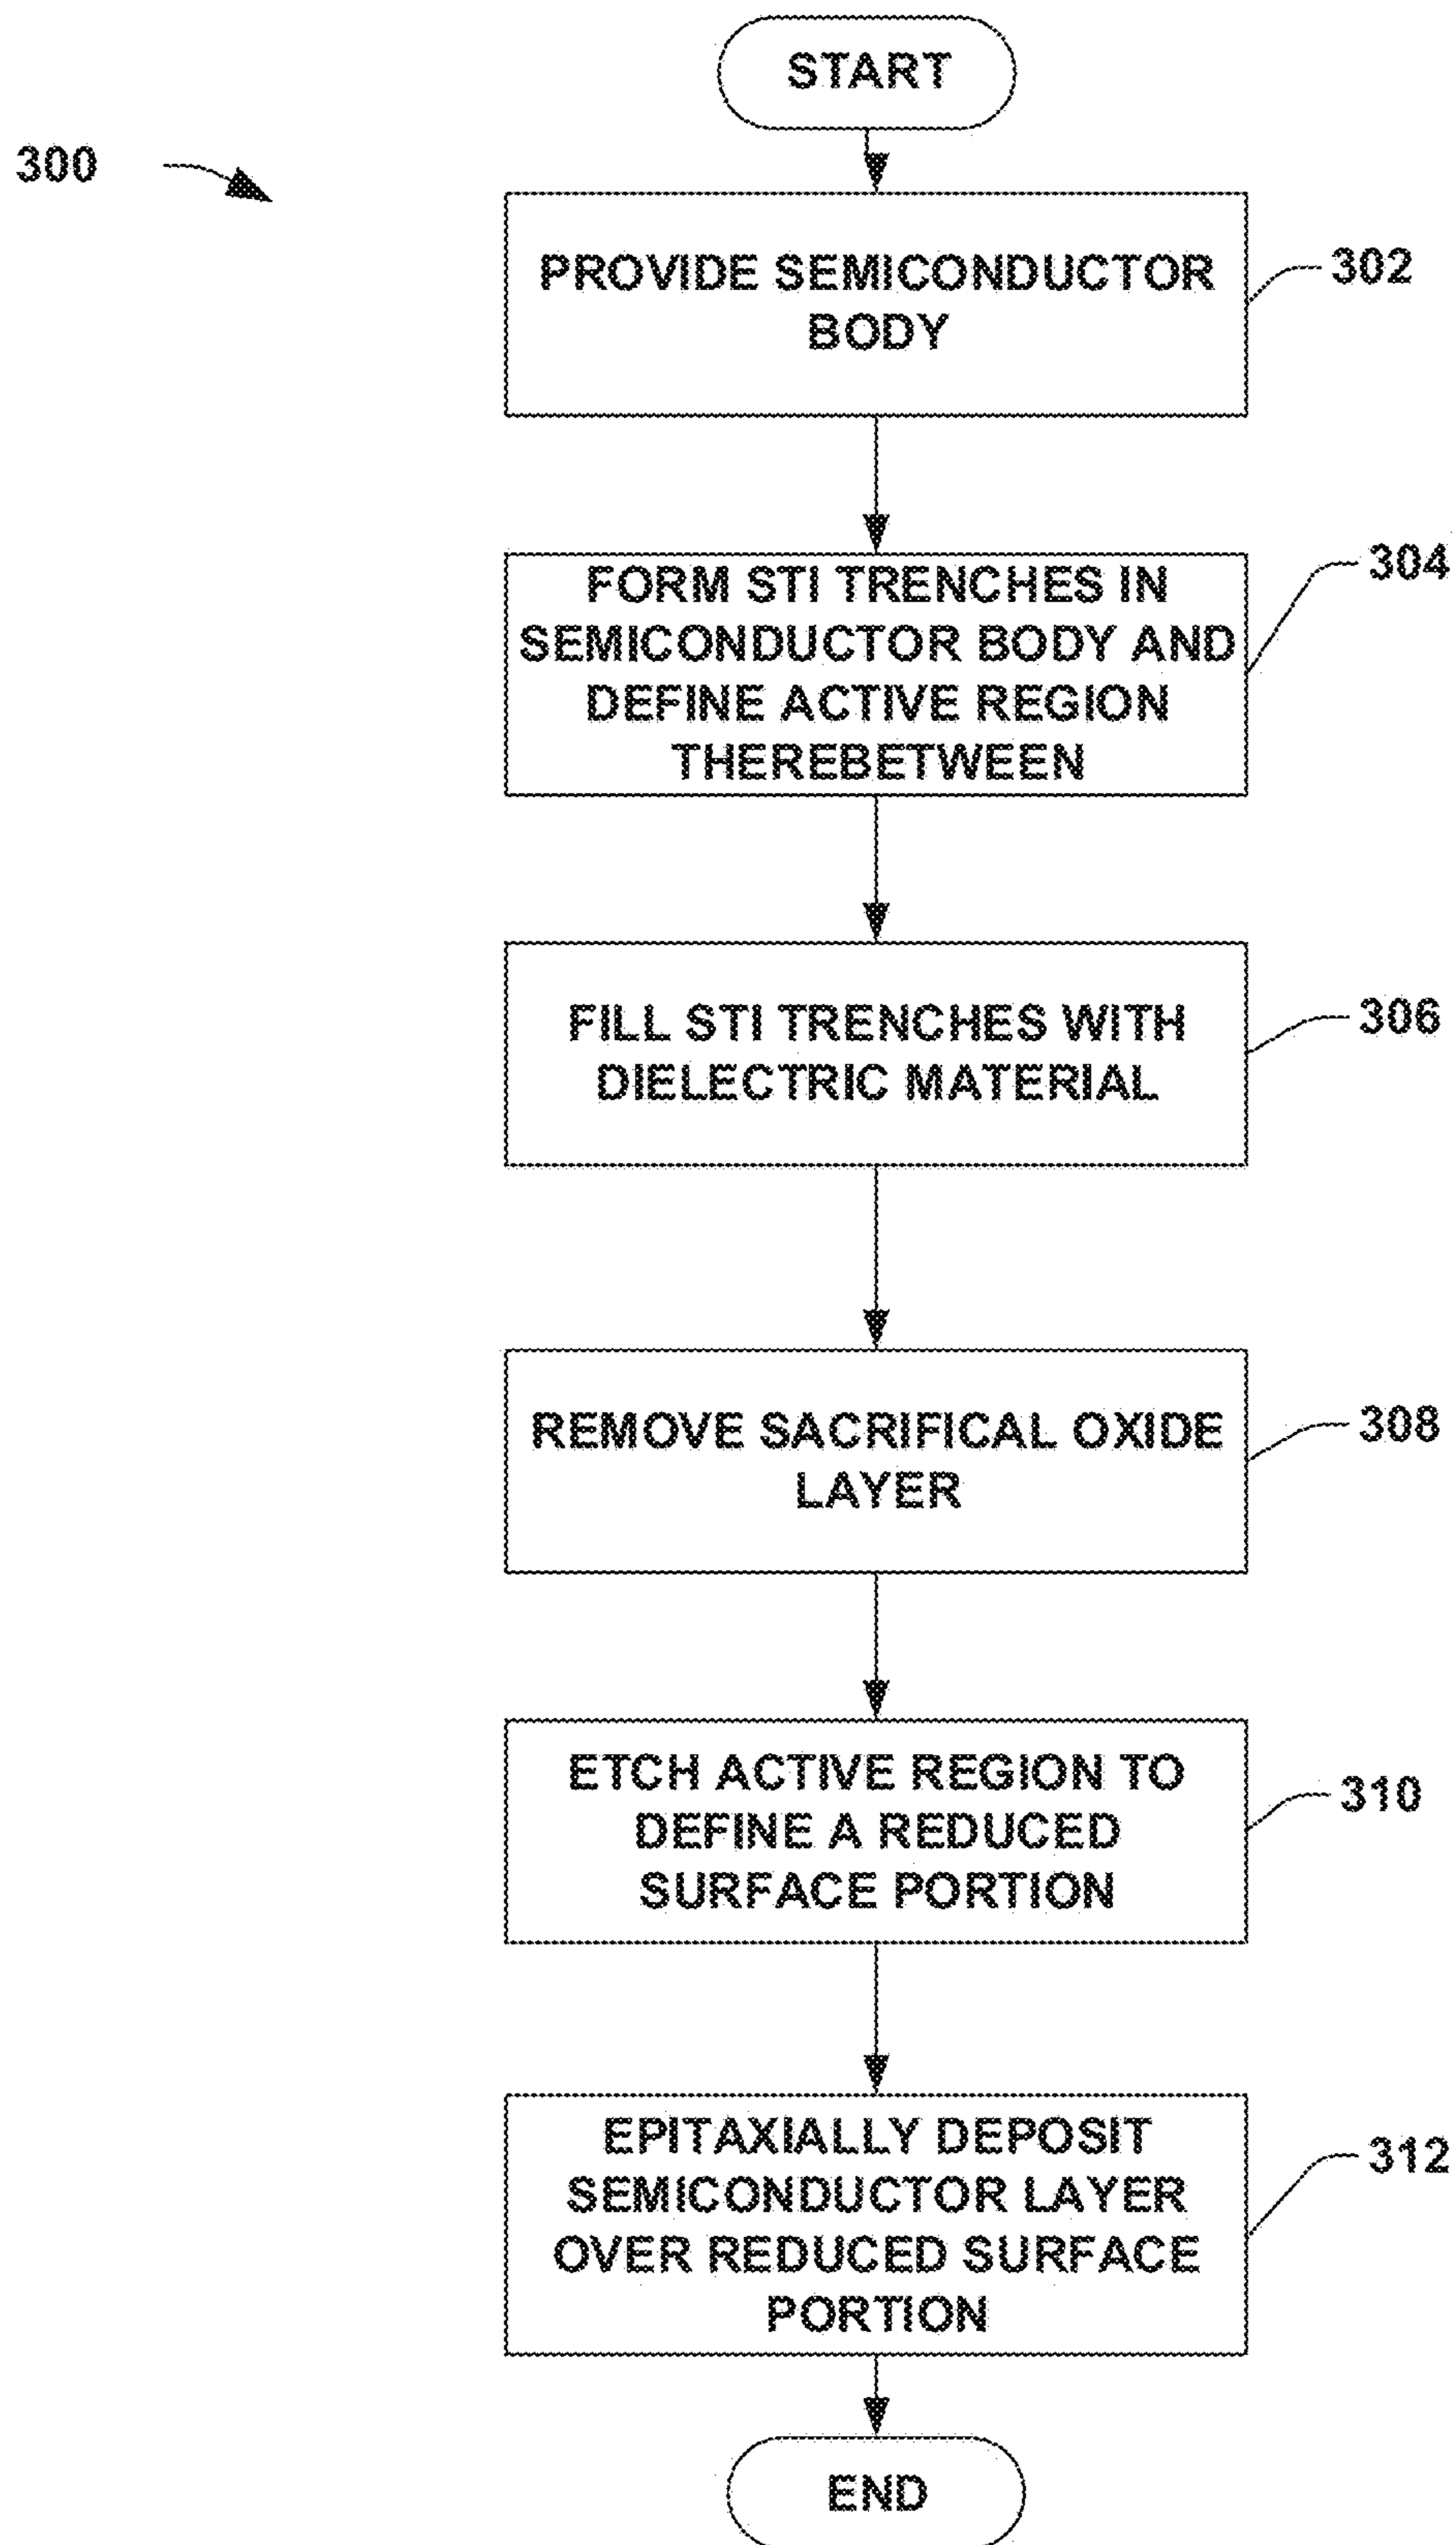 START
300
PROVIDE SEMICONDUCTOR
BODY
302
FORM STI TRENCHES IN
SEMICONDUCTOR BODY AND
DEFINE ACTIVE REGION
THEREBETWEEN
304
FILL STI TRENCHES WITH
DIELECTRIC MATERIAL
306
REMOVE SACRIFICAL OXIDE
LAYER
308
ETCH ACTIVE REGION TO
DEFINE A REDUCED
SURFACE PORTION
310
EPITAXIALLY DEPOSIT
SEMICONDUCTOR LAYER
OVER REDUCED SURFACE
PORTION
312
END